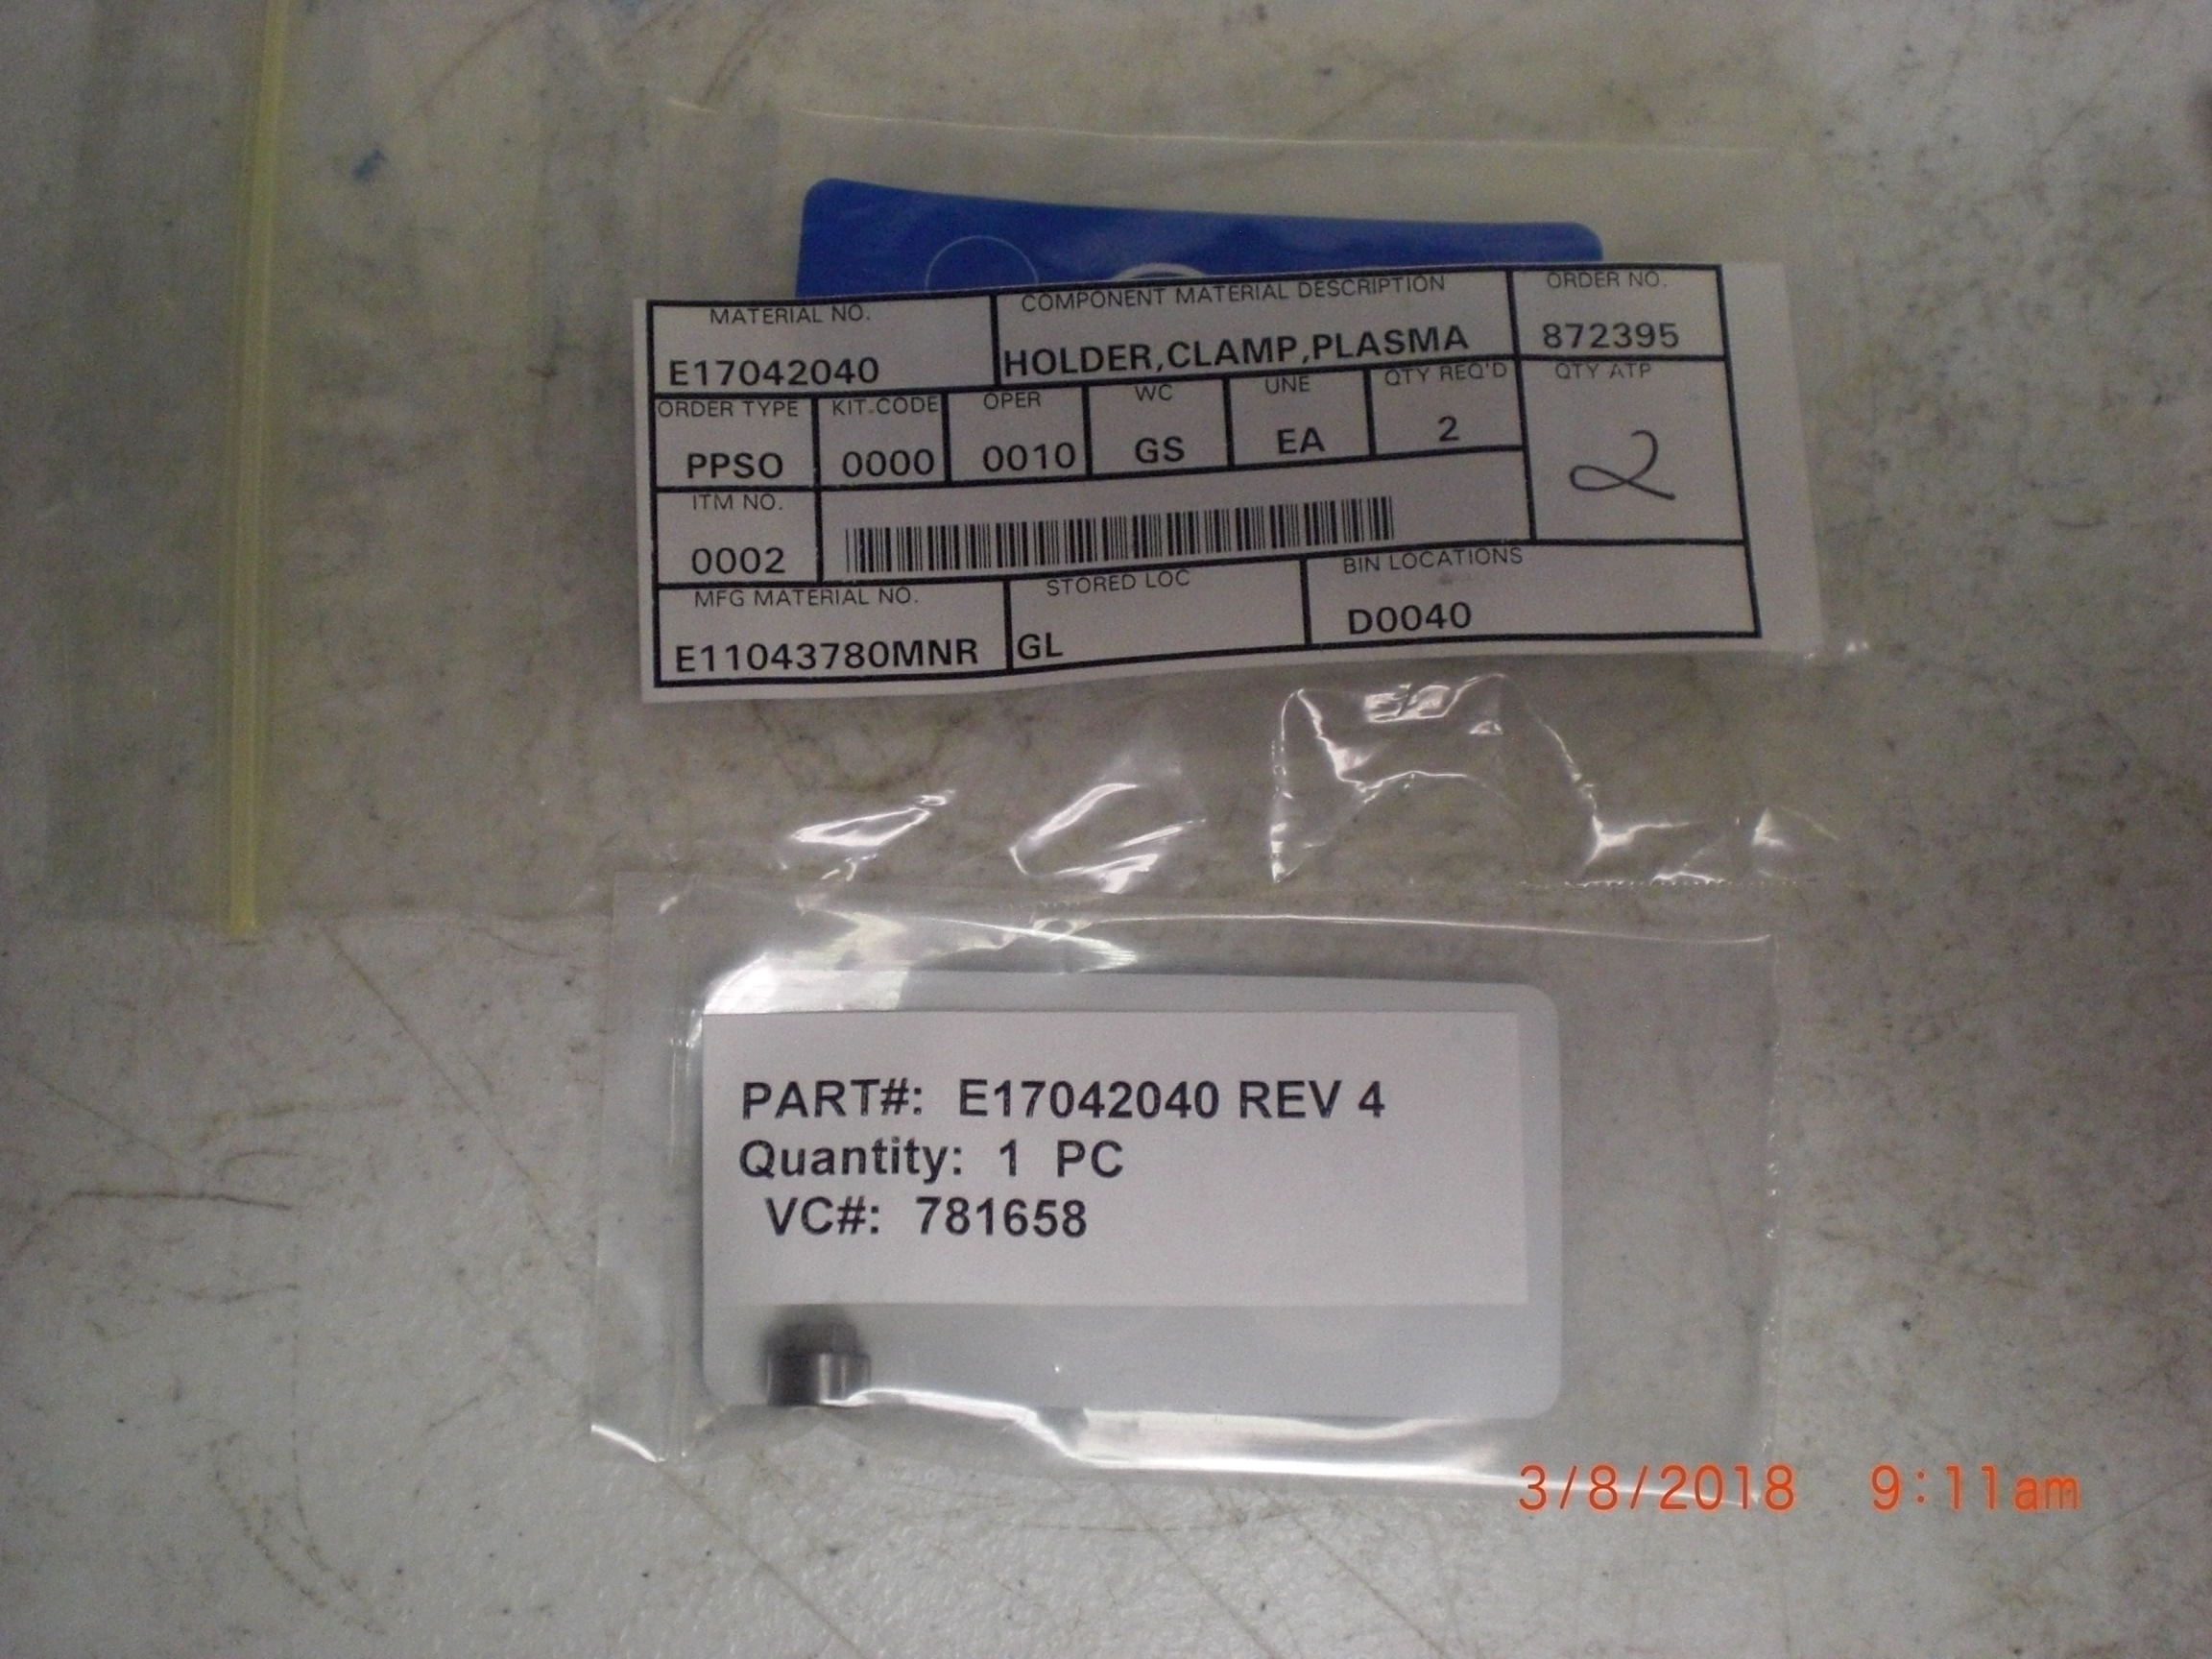 MATERIAL NO. COMPONENT MATERIAL DESCRIPTION ORDER NO.
E17042040 HOLDER,CLAMP,PLASMA 872395
ORDER TYPE KIT CODE OPER WC UNE QTY REQ'D QTY ATP
PPSO 0000 0010 GS EA 2 2
ITM NO.
0002
MFG MATERIAL NO. STORED LOC BIN LOCATIONS
E11043780MNR GL D0040
PART#: E17042040 REV 4
Quantity: 1 PC
VC#: 781658
3/8/2018 9:11am